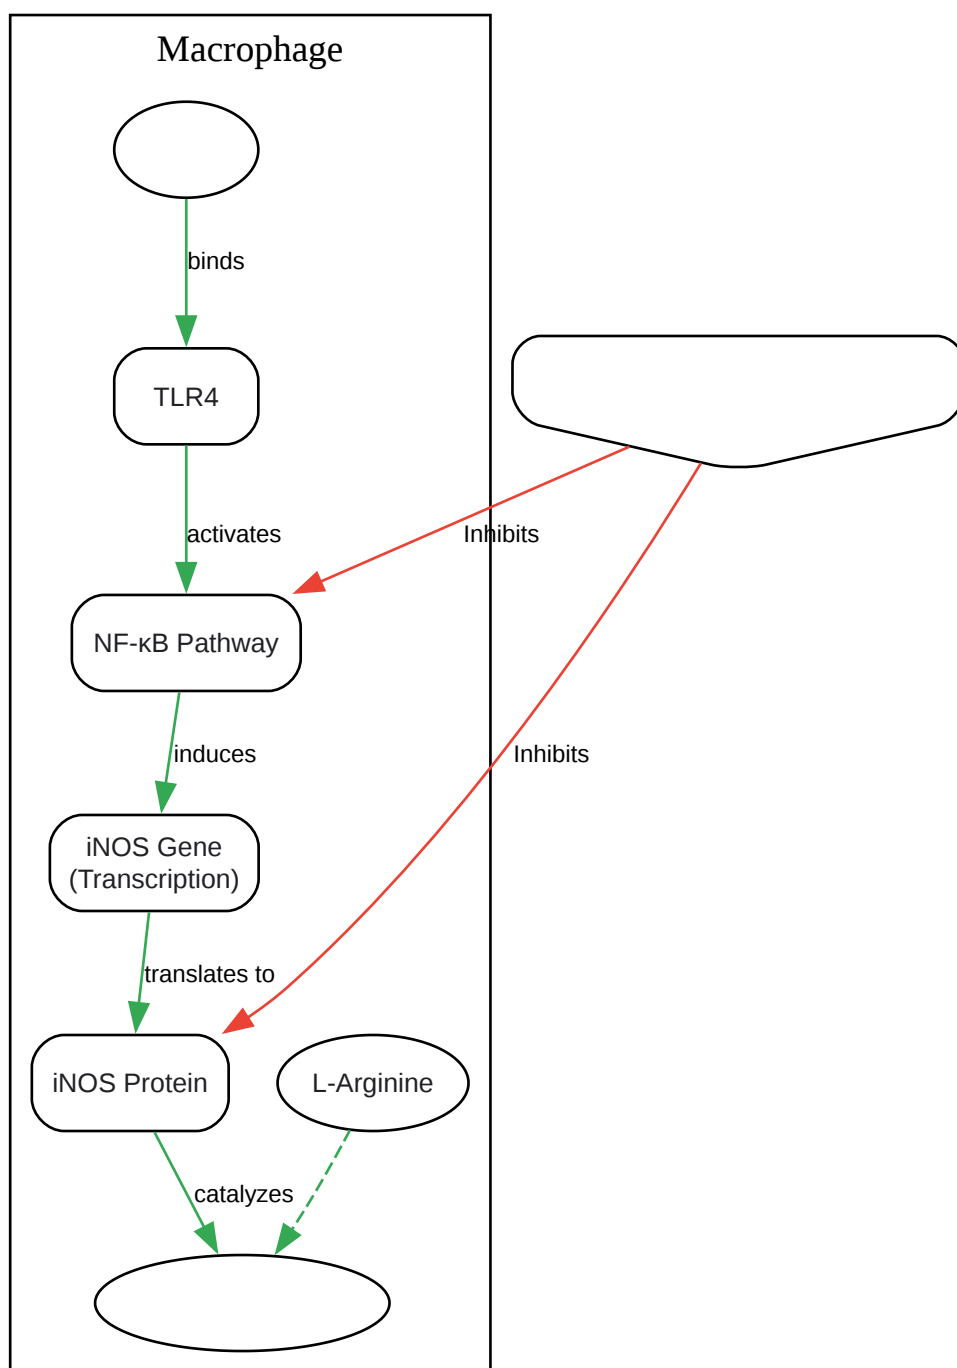 Macrophage
binds
TLR4
activates
Inhibits
NF-κB Pathway
induces
Inhibits
iNOS Gene
(Transcription)
translates to
iNOS Protein
L-Arginine
catalyzes